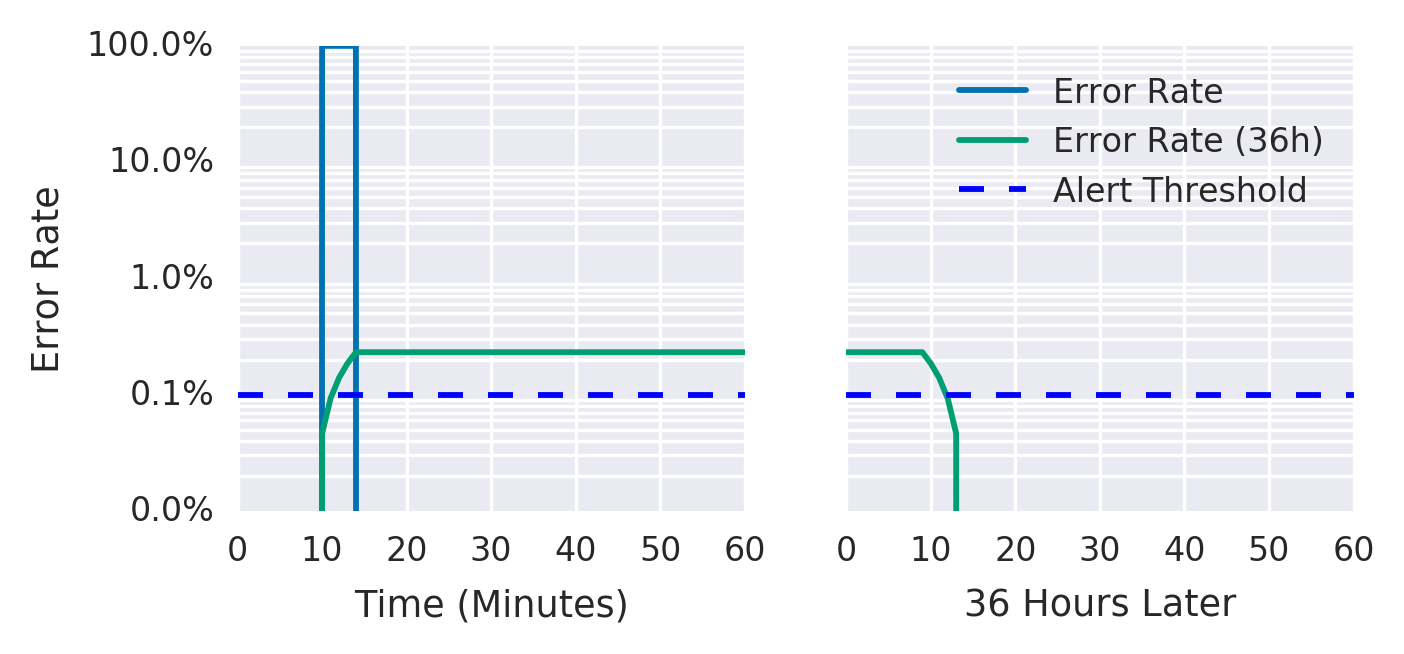 Error Rate
100.0%
10.0%
1.0%
0.1%
0.0%
0 10 20 30 40 50 60
Time (Minutes)
Error Rate
Error Rate (36h)
Alert Threshold
0 10 20 30 40 50 60
36 Hours Later